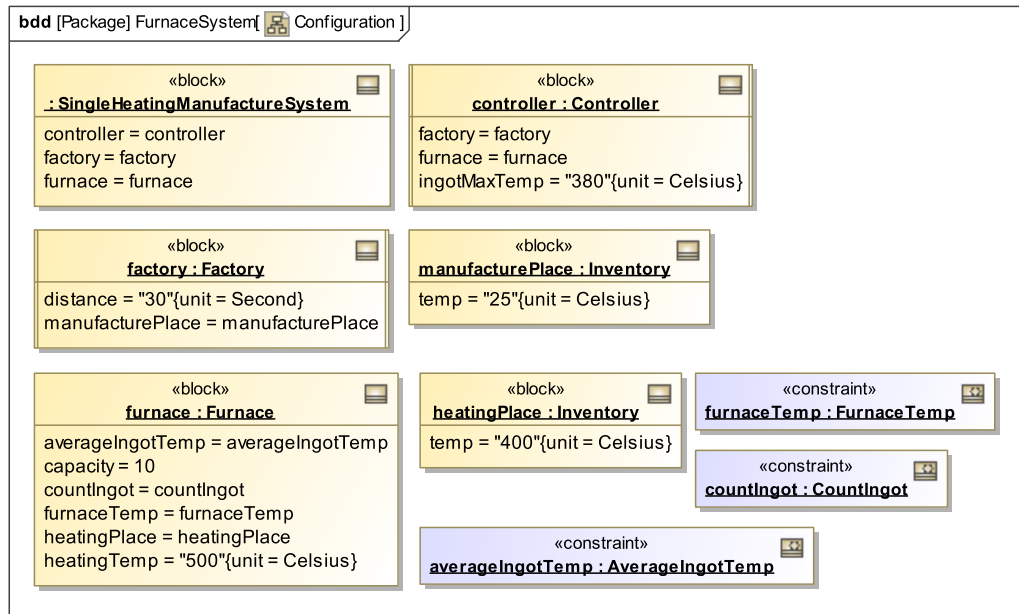 bdd [Package] FurnaceSystem[ Configuration ]
«block»
: SingleHeatingManufactureSystem
controller = controller
factory = factory
furnace = furnace
«block»
controller : Controller
factory = factory
furnace = furnace
ingotMaxTemp = "380"{unit = Celsius}
«block»
factory : Factory
distance = "30"{unit = Second}
manufacturePlace = manufacturePlace
«block»
manufacturePlace : Inventory
temp = "25"{unit = Celsius}
«block»
furnace : Furnace
averageIngotTemp = averageIngotTemp
capacity = 10
countIngot = countIngot
furnaceTemp = furnaceTemp
heatingPlace = heatingPlace
heatingTemp = "500"{unit = Celsius}
«block»
heatingPlace : Inventory
temp = "400"{unit = Celsius}
«constraint»
furnaceTemp : FurnaceTemp
«constraint»
countIngot : CountIngot
«constraint»
averageIngotTemp : AverageIngotTemp